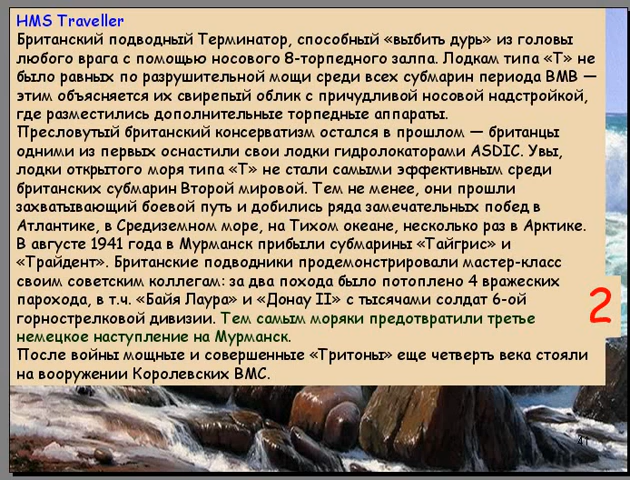 HMS Traveller
Британский подводный Терминатор, способный «выбить дурь» из головы
любого врага с помощью носового 8-торпедного залпа. Лодкам типа «Т» не
было равных по разрушительной мощи среди всех субмарин периода ВМВ —
этим объясняется их свирепый облик с причудливой носовой надстройкой,
где разместились дополнительные торпедные аппараты.
Пресловутый британский консерватизм остался в прошлом — британцы
одними из первых оснастили свои лодки гидролокаторами ASDIC. Увы,
лодки открытого моря типа «Т» не стали самыми эффективным среди
британских субмарин Второй мировой. Тем не менее, они прошли
захватывающий боевой путь и добились ряда замечательных побед в
Атлантике, в Средиземном море, на Тихом океане, несколько раз в Арктике.
В августе 1941 года в Мурманск прибыли субмарины «Тайгрис» и
«Трайдент». Британские подводники продемонстрировали мастер-класс
своим советским коллегам: за два похода было потоплено 4 вражеских
парохода, в т.ч. «Байя Лаура» и «Донау II» с тысячами солдат 6-ой
горнострелковой дивизии. Тем самым моряки предотвратили третье
немецкое наступление на Мурманск.
После войны мощные и совершенные «Тритоны» еще четверть века стояли
на вооружении Королевских ВМС.
2
41